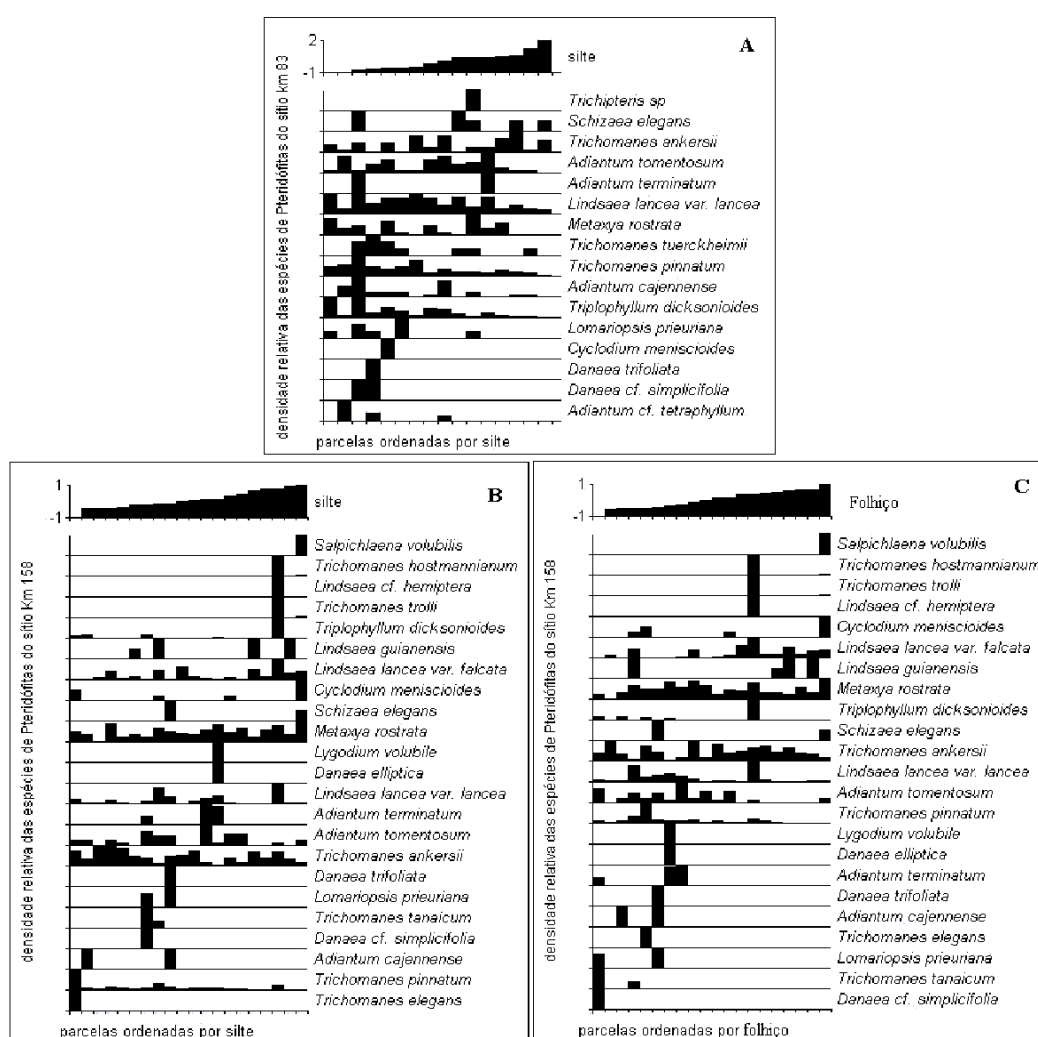 A
2
-1
silte
densidade relativa das espécies de Pteridófitas do sítio km 83
Trichipteris sp
Schizaea elegans
Trichomanes ankersii
Adiantum tomentosum
Adiantum terminatum
Lindsaea lancea var. lancea
Metaxya rostrata
Trichomanes tuerckheimii
Trichomanes pinnatum
Adiantum cajennense
Triplophyllum dicksonioides
Lomariopsis prieuriana
Cyclodium meniscioides
Danaea trifoliata
Danaea cf. simplicifolia
Adiantum cf. tetraphyllum
parcelas ordenadas por silte
B
1
-1
silte
densidade relativa das espécies de Pteridófitas do sítio Km 158
Salpichlaena volubilis
Trichomanes hostmannianum
Lindsaea cf. hemiptera
Trichomanes trolli
Triplophyllum dicksonioides
Lindsaea guianensis
Lindsaea lancea var. falcata
Cyclodium meniscioides
Schizaea elegans
Metaxya rostrata
Lygodium volubile
Danaea elliptica
Lindsaea lancea var. lancea
Adiantum terminatum
Adiantum tomentosum
Trichomanes ankersii
Danaea trifoliata
Lomariopsis prieuriana
Trichomanes tanaicum
Danaea cf. simplicifolia
Adiantum cajennense
Trichomanes pinnatum
Trichomanes elegans
parcelas ordenadas por silte
C
1
-1
Folhiço
densidade relativa das espécies de Pteridófitas do sítio Km 158
Salpichlaena volubilis
Trichomanes hostmannianum
Trichomanes trolli
Lindsaea cf. hemiptera
Cyclodium meniscioides
Lindsaea lancea var. falcata
Lindsaea guianensis
Metaxya rostrata
Triplophyllum dicksonioides
Schizaea elegans
Trichomanes ankersii
Lindsaea lancea var. lancea
Adiantum tomentosum
Trichomanes pinnatum
Lygodium volubile
Danaea elliptica
Adiantum terminatum
Danaea trifoliata
Adiantum cajennense
Trichomanes elegans
Lomariopsis prieuriana
Trichomanes tanaicum
Danaea cf. simplicifolia
parcelas ordenadas por folhiço